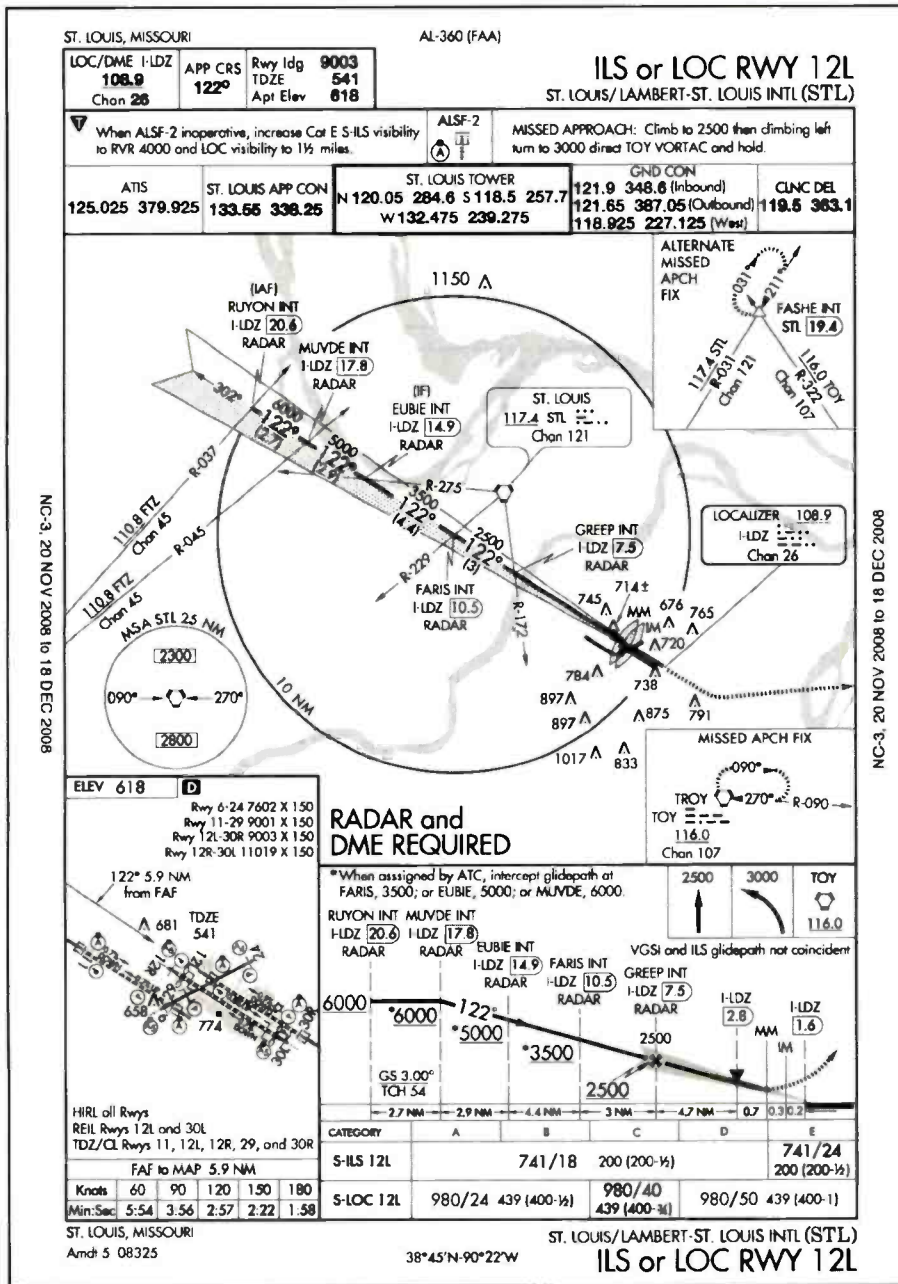 ST. LOUIS, MISSOURI
AL-360 (FAA)
LOC/DME I-LDZ
108.9
Chan 26
APP CRS
122°
Rwy ldg 9003
TDZE 541
Apt Elev 618
ILS or LOC RWY 12L
ST. LOUIS/LAMBERT-ST. LOUIS INTL (STL)
T
When ALSF-2 inoperative, increase Cat E S-ILS visibility
to RVR 4000 and LOC visibility to 1½ miles.
ALSF-2
A
MISSED APPROACH: Climb to 2500 then climbing left
turn to 3000 direct TOY VORTAC and hold.
ATIS
125.025 379.925
ST. LOUIS APP CON
133.55 338.25
ST. LOUIS TOWER
N 120.05 284.6 S 118.5 257.7
W 132.475 239.275
GND CON
121.9 348.6 (Inbound)
121.65 387.05 (Outbound)
118.925 227.125 (West)
CLNC DEL
119.5 363.1
ALTERNATE
MISSED
APCH
FIX
031°
211°
FASHE INT
STL 19.4
117.4 STL
R-031
Chan 121
116.0 TOY
R-322
Chan 107
1150
(IAF)
RUYON INT
I-LDZ 20.6
RADAR
MUVDE INT
I-LDZ 17.8
RADAR
(IF)
EUBIE INT
I-LDZ 14.9
RADAR
ST. LOUIS
117.4 STL
Chan 121
302°
6000
122°
(2.7)
5000
122°
(2.9)
3500
122°
(4.4)
2500
122°
(3)
R-037
R-045
R-275
R-229
R-172
110.8 FTZ
Chan 45
110.8 FTZ
Chan 45
FARIS INT
I-LDZ 10.5
RADAR
GREEP INT
I-LDZ 7.5
RADAR
LOCALIZER 108.9
I-LDZ
Chan 26
745
714±
MM
IM
676
765
720
784
738
897
897
875
791
1017
833
10 NM
MSA STL 25 NM
2300
090°
270°
2800
NC-3, 20 NOV 2008 to 18 DEC 2008
NC-3, 20 NOV 2008 to 18 DEC 2008
MISSED APCH FIX
090°
TROY
270°
R-090
TOY
116.0
Chan 107
ELEV 618
D
Rwy 6-24 7602 X 150
Rwy 11-29 9001 X 150
Rwy 12L-30R 9003 X 150
Rwy 12R-30L 11019 X 150
122° 5.9 NM
from FAF
681
TDZE
541
658
774
12R
24
30L
30R
HIRL all Rwys
REIL Rwys 12L and 30L
TDZ/CL Rwys 11, 12L, 12R, 29, and 30R
FAF to MAP 5.9 NM
Knots 60 90 120 150 180
Min:Sec 5:54 3:56 2:57 2:22 1:58
RADAR and
DME REQUIRED
*When asssigned by ATC, intercept glidepath at
FARIS, 3500; or EUBIE, 5000; or MUVDE, 6000.
2500
3000
TOY
116.0
VGSI and ILS glidepath not coincident
RUYON INT
I-LDZ 20.6
RADAR
MUVDE INT
I-LDZ 17.8
RADAR
EUBIE INT
I-LDZ 14.9
RADAR
FARIS INT
I-LDZ 10.5
RADAR
GREEP INT
I-LDZ 7.5
RADAR
I-LDZ
2.8
MM
I-LDZ
1.6
IM
6000
*6000
122°
*5000
*3500
2500
2500
GS 3.00°
TCH 54
2.7 NM 2.9 NM 4.4 NM 3 NM 4.7 NM 0.7 0.3 0.2
CATEGORY A B C D E
S-ILS 12L 741/18 200 (200-½) 741/24 200 (200-½)
S-LOC 12L 980/24 439 (400-½) 980/40 439 (400-¾) 980/50 439 (400-1)
ST. LOUIS, MISSOURI
Amdt 5 08325
38°45'N-90°22'W
ST. LOUIS/LAMBERT-ST. LOUIS INTL (STL)
ILS or LOC RWY 12L